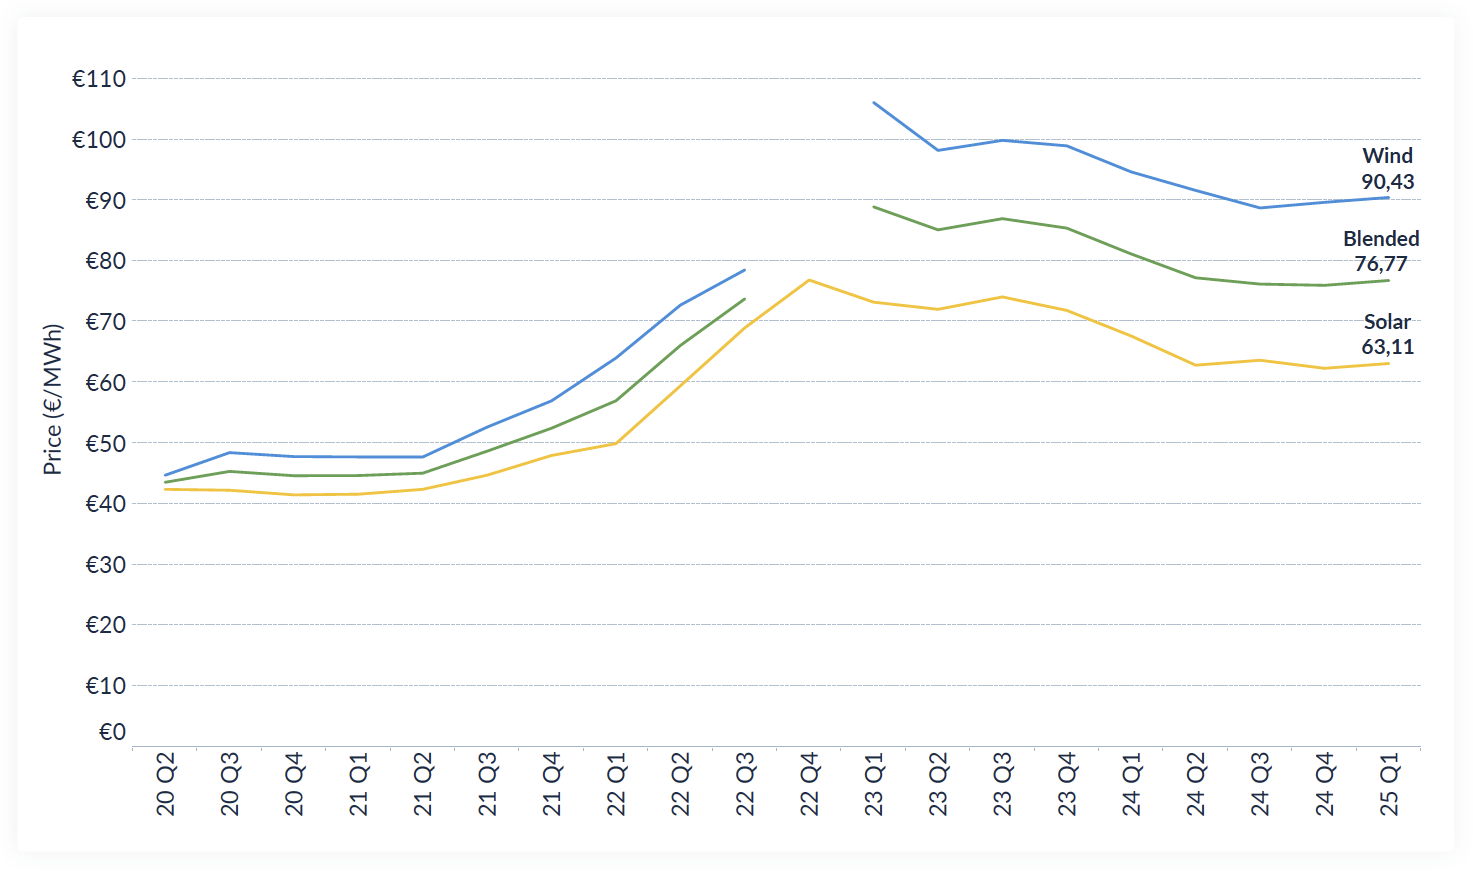 €110
€100
€90
€80
€70
€60
€50
€40
€30
€20
€10
€0
Price (€/MWh)
Wind
90,43
Blended
76,77
Solar
63,11
20 Q2
20 Q3
20 Q4
21 Q1
21 Q2
21 Q3
21 Q4
22 Q1
22 Q2
22 Q3
22 Q4
23 Q1
23 Q2
23 Q3
23 Q4
24 Q1
24 Q2
24 Q3
24 Q4
25 Q1